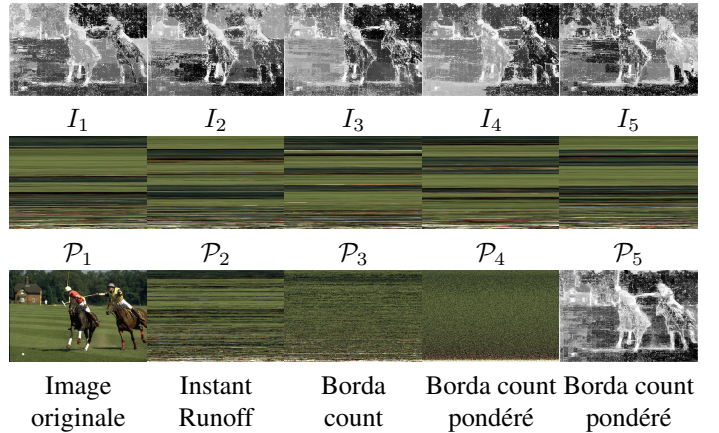 I₁ I₂ I₃ I₄ I₅
𝒫₁ 𝒫₂ 𝒫₃ 𝒫₄ 𝒫₅
Image Instant Borda Borda count Borda count
originale Runoff count pondéré pondéré